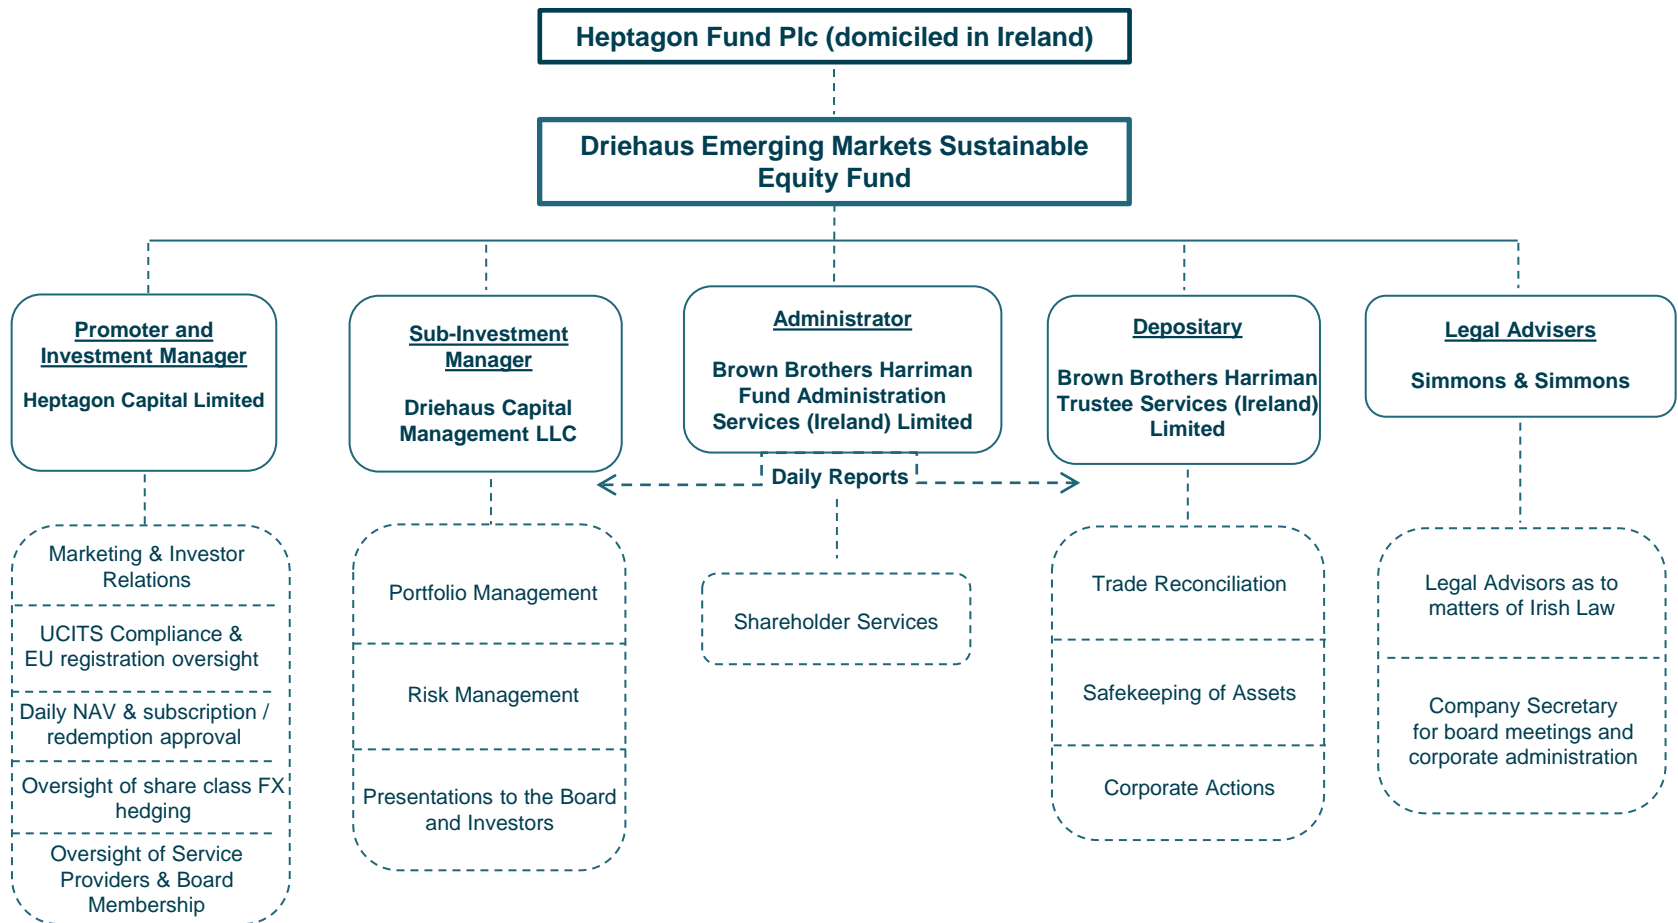 Heptagon Fund Plc (domiciled in Ireland)
Driehaus Emerging Markets Sustainable
Equity Fund
Promoter and
Investment Manager
Heptagon Capital Limited
Sub-Investment
Manager
Driehaus Capital
Management LLC
Administrator
Brown Brothers Harriman
Fund Administration
Services (Ireland) Limited
Depositary
Brown Brothers Harriman
Trustee Services (Ireland)
Limited
Legal Advisers
Simmons & Simmons
Daily Reports
Marketing & Investor
Relations
UCITS Compliance &
EU registration oversight
Daily NAV & subscription /
redemption approval
Oversight of share class FX
hedging
Oversight of Service
Providers & Board
Membership
Portfolio Management
Risk Management
Presentations to the Board
and Investors
Shareholder Services
Trade Reconciliation
Safekeeping of Assets
Corporate Actions
Legal Advisors as to
matters of Irish Law
Company Secretary
for board meetings and
corporate administration